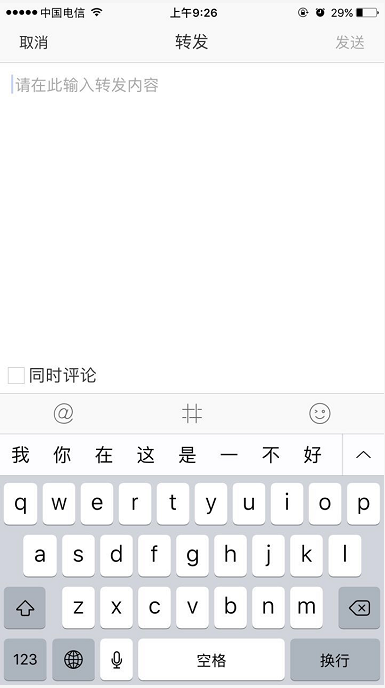 中国电信 上午9:26 29%
取消 转发 发送
请在此输入转发内容
同时评论
@
我 你 在 这 是 一 不 好
q w e r t y u i o p
a s d f g h j k l
z x c v b n m
123 空格 换行